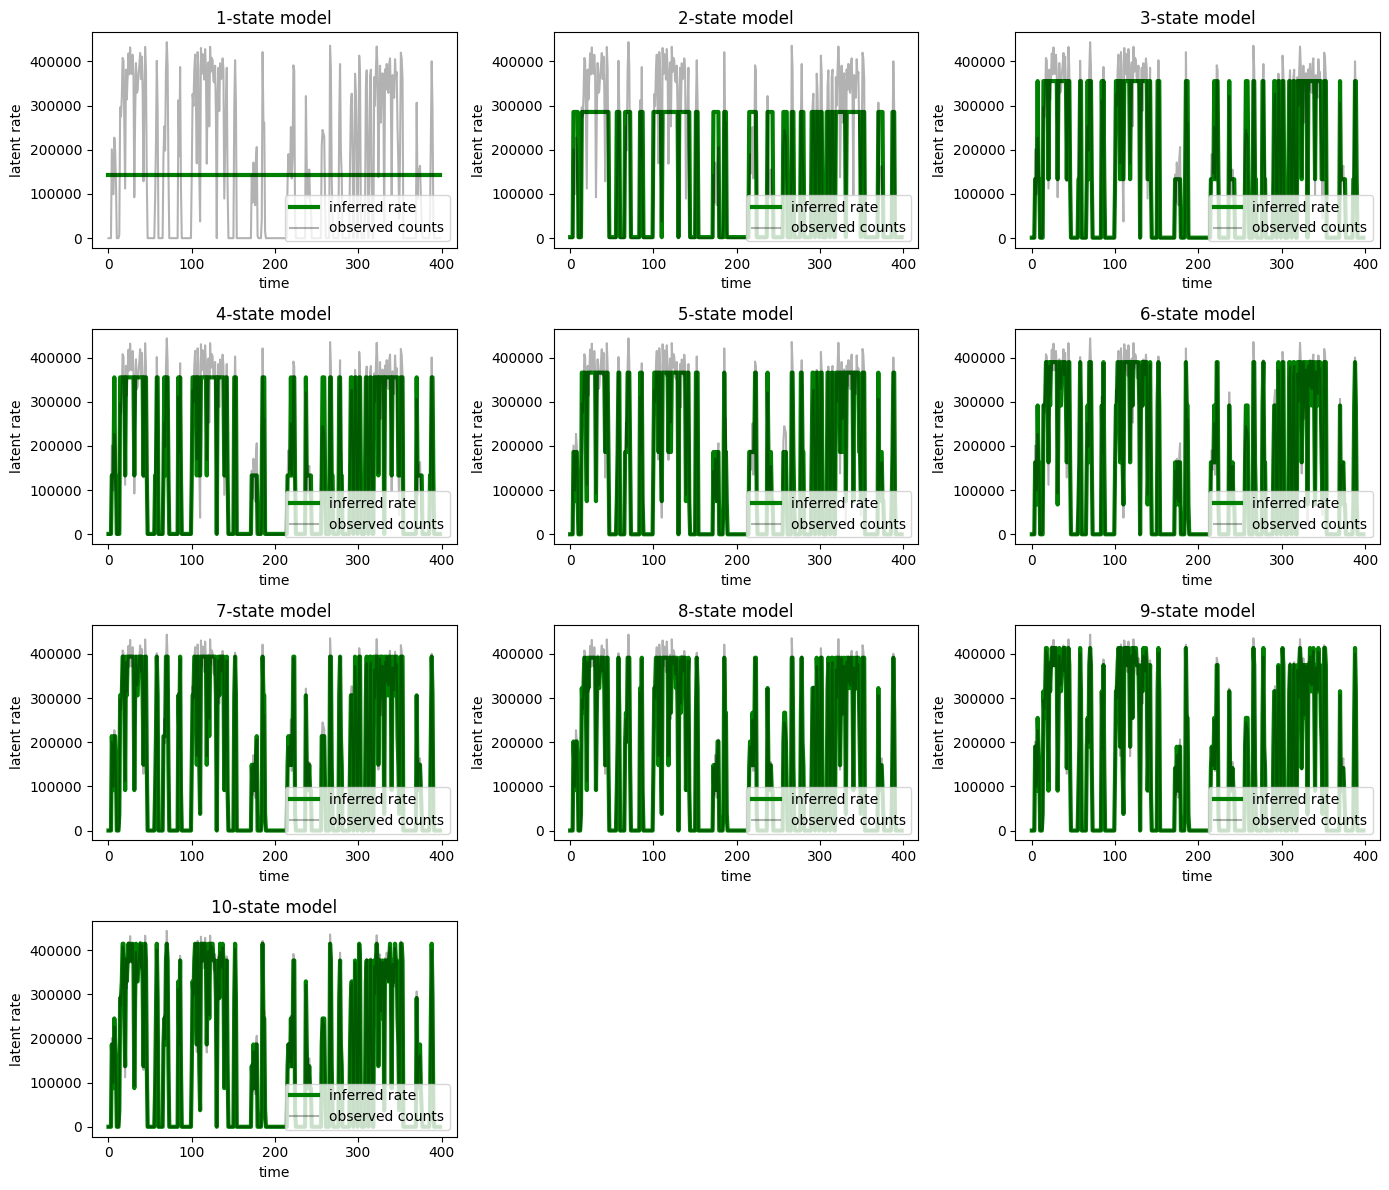 1-state model
400000
300000
200000
100000
0
latent rate
inferred rate
observed counts
0 100 200 300 400
time
2-state model
400000
300000
200000
100000
0
latent rate
inferred rate
observed counts
0 100 200 300 400
time
3-state model
400000
300000
200000
100000
0
latent rate
inferred rate
observed counts
0 100 200 300 400
time
4-state model
400000
300000
200000
100000
0
latent rate
inferred rate
observed counts
0 100 200 300 400
time
5-state model
400000
300000
200000
100000
0
latent rate
inferred rate
observed counts
0 100 200 300 400
time
6-state model
400000
300000
200000
100000
0
latent rate
inferred rate
observed counts
0 100 200 300 400
time
7-state model
400000
300000
200000
100000
0
latent rate
inferred rate
observed counts
0 100 200 300 400
time
8-state model
400000
300000
200000
100000
0
latent rate
inferred rate
observed counts
0 100 200 300 400
time
9-state model
400000
300000
200000
100000
0
latent rate
inferred rate
observed counts
0 100 200 300 400
time
10-state model
400000
300000
200000
100000
0
latent rate
inferred rate
observed counts
0 100 200 300 400
time